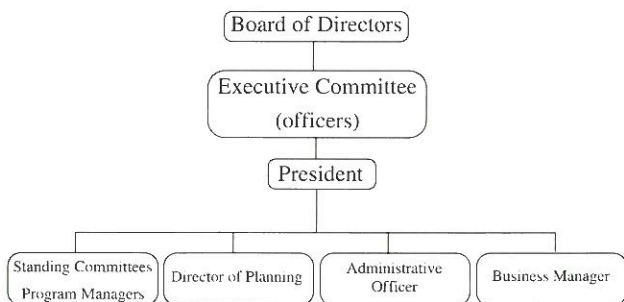 Board of Directors
Executive Committee
(officers)
President
Standing Committees
Program Managers
Director of Planning
Administrative
Officer
Business Manager